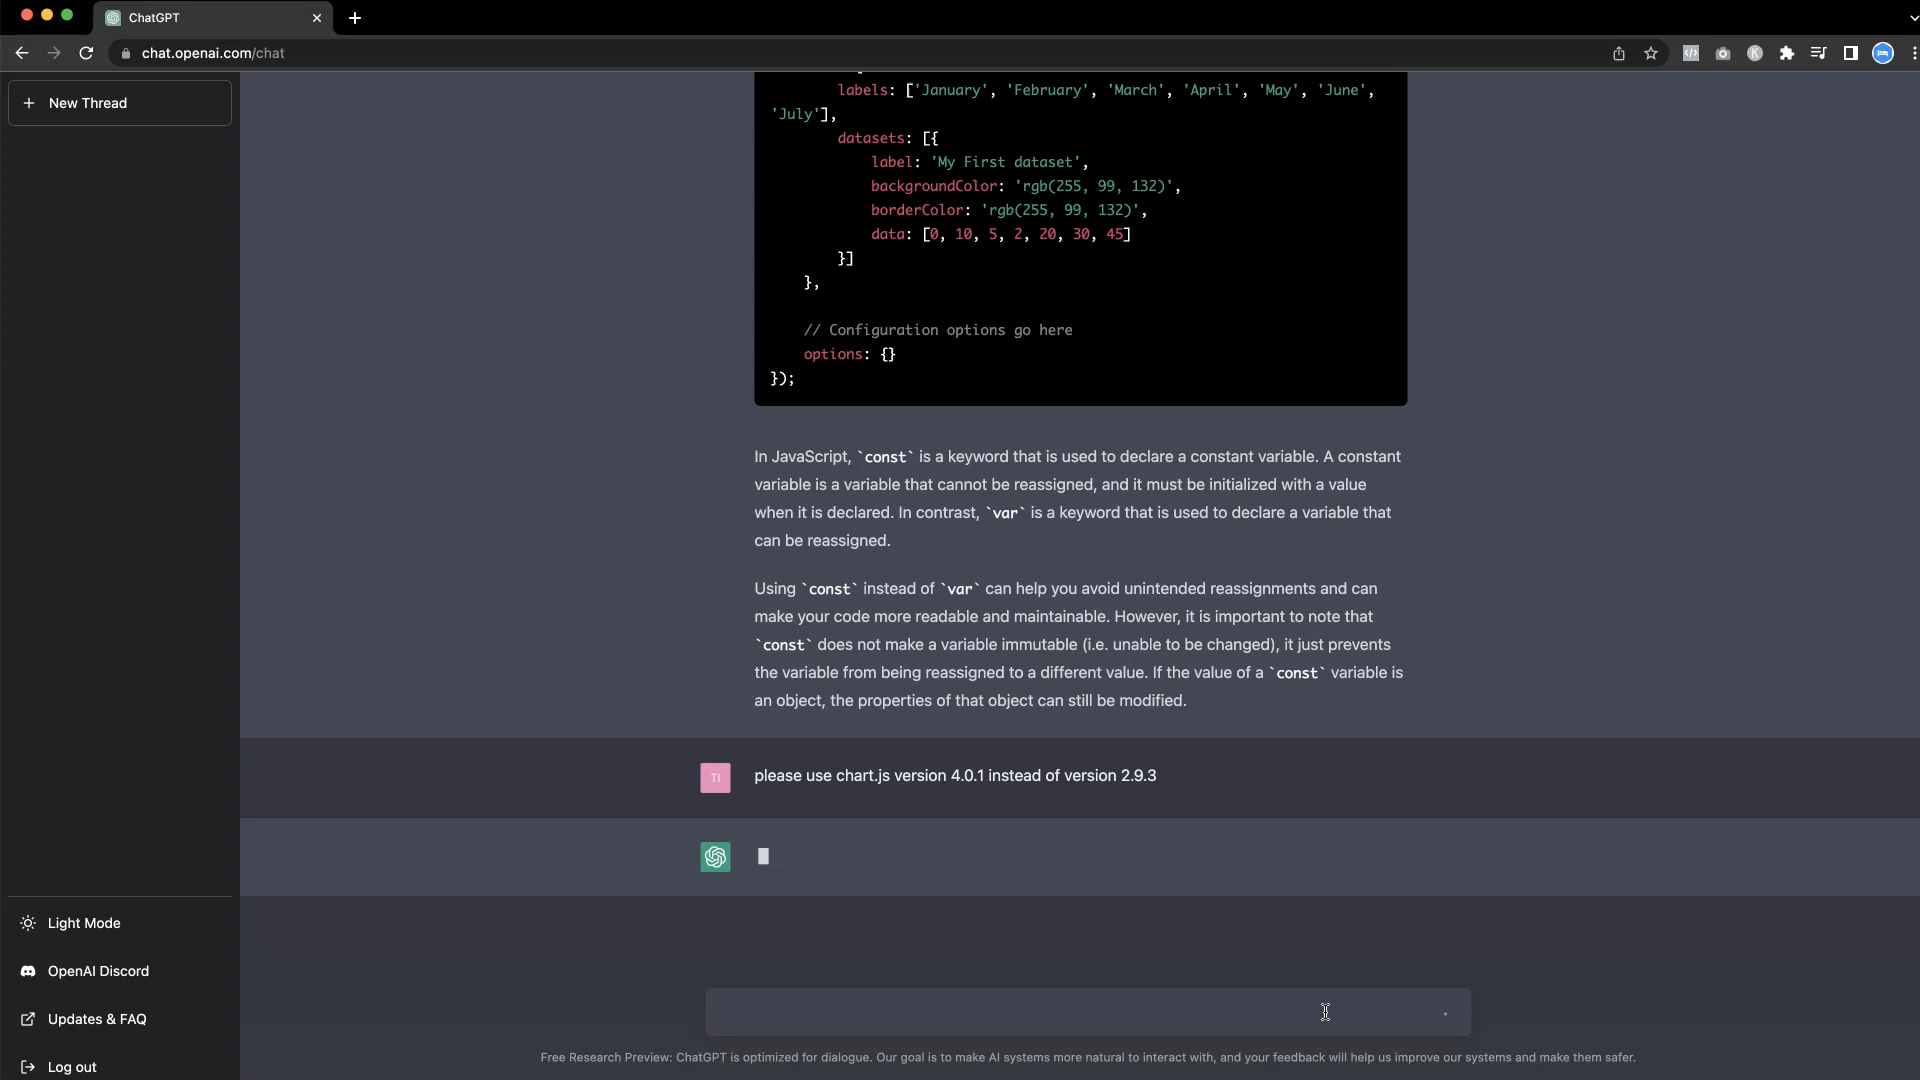 ChatGPT
chat.openai.com/chat
New Thread
labels: ['January', 'February', 'March', 'April', 'May', 'June',
'July'],
datasets: [{
label: 'My First dataset',
backgroundColor: 'rgb(255, 99, 132)',
borderColor: 'rgb(255, 99, 132)',
data: [0, 10, 5, 2, 20, 30, 45]
}]
},
// Configuration options go here
options: {}
});
In JavaScript, `const` is a keyword that is used to declare a constant variable. A constant
variable is a variable that cannot be reassigned, and it must be initialized with a value
when it is declared. In contrast, `var` is a keyword that is used to declare a variable that
can be reassigned.
Using `const` instead of `var` can help you avoid unintended reassignments and can
make your code more readable and maintainable. However, it is important to note that
`const` does not make a variable immutable (i.e. unable to be changed), it just prevents
the variable from being reassigned to a different value. If the value of a `const` variable is
an object, the properties of that object can still be modified.
TI
please use chart.js version 4.0.1 instead of version 2.9.3
Light Mode
OpenAI Discord
Updates & FAQ
Log out
Free Research Preview: ChatGPT is optimized for dialogue. Our goal is to make AI systems more natural to interact with, and your feedback will help us improve our systems and make them safer.